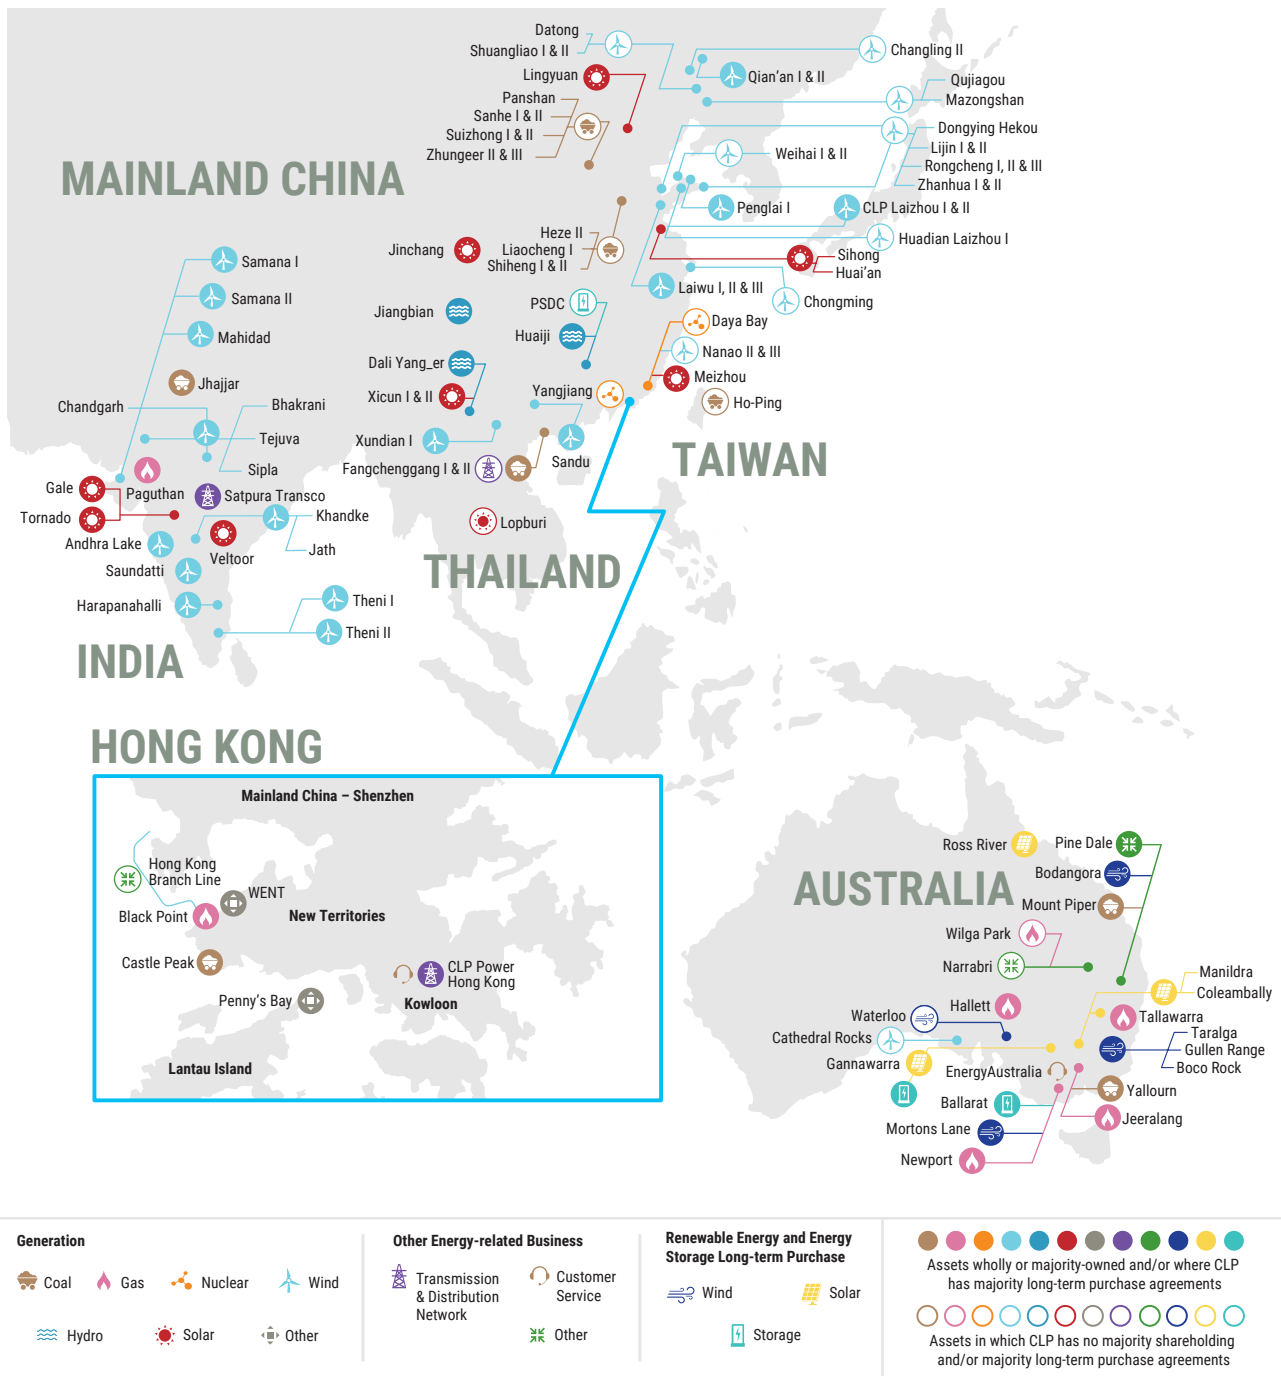 Datong
Shuangliao I & II
Lingyuan
Panshan
Sanhe I & II
Suizhong I & II
Zhungeer II & III
Changling II
Qian'an I & II
Qujiagou
Mazongshan
Dongying Hekou
Lijin I & II
Rongcheng I, II & III
Zhanhua I & II
Weihai I & II
Penglai I
CLP Laizhou I & II
Huadian Laizhou I
Sihong
Huai'an
Laiwu I, II & III
Chongming
MAINLAND CHINA
Heze II
Liaocheng I
Shiheng I & II
Jinchang
Jiangbian
PSDC
Huaiji
Dali Yang_er
Xicun I & II
Yangjiang
Xundian I
Fangchenggang I & II
Sandu
Daya Bay
Nanao II & III
Meizhou
Ho-Ping
TAIWAN
Samana I
Samana II
Mahidad
Jhajjar
Chandgarh
Bhakrani
Tejuva
Sipla
Paguthan
Satpura Transco
Gale
Tornado
Andhra Lake
Veltoor
Khandke
Jath
Saundatti
Harapanahalli
Theni I
Theni II
INDIA
Lopburi
THAILAND
HONG KONG
Mainland China – Shenzhen
Hong Kong
Branch Line
WENT
Black Point
New Territories
Castle Peak
CLP Power
Hong Kong
Penny's Bay
Kowloon
Lantau Island
AUSTRALIA
Ross River
Pine Dale
Bodangora
Mount Piper
Wilga Park
Narrabri
Manildra
Coleambally
Hallett
Tallawarra
Waterloo
Taralga
Cathedral Rocks
Gullen Range
Gannawarra
Boco Rock
EnergyAustralia
Yallourn
Ballarat
Jeeralang
Mortons Lane
Newport
Generation
Coal
Gas
Nuclear
Wind
Hydro
Solar
Other
Other Energy-related Business
Transmission
& Distribution
Network
Customer
Service
Other
Renewable Energy and Energy
Storage Long-term Purchase
Wind
Solar
Storage
Assets wholly or majority-owned and/or where CLP
has majority long-term purchase agreements
Assets in which CLP has no majority shareholding
and/or majority long-term purchase agreements